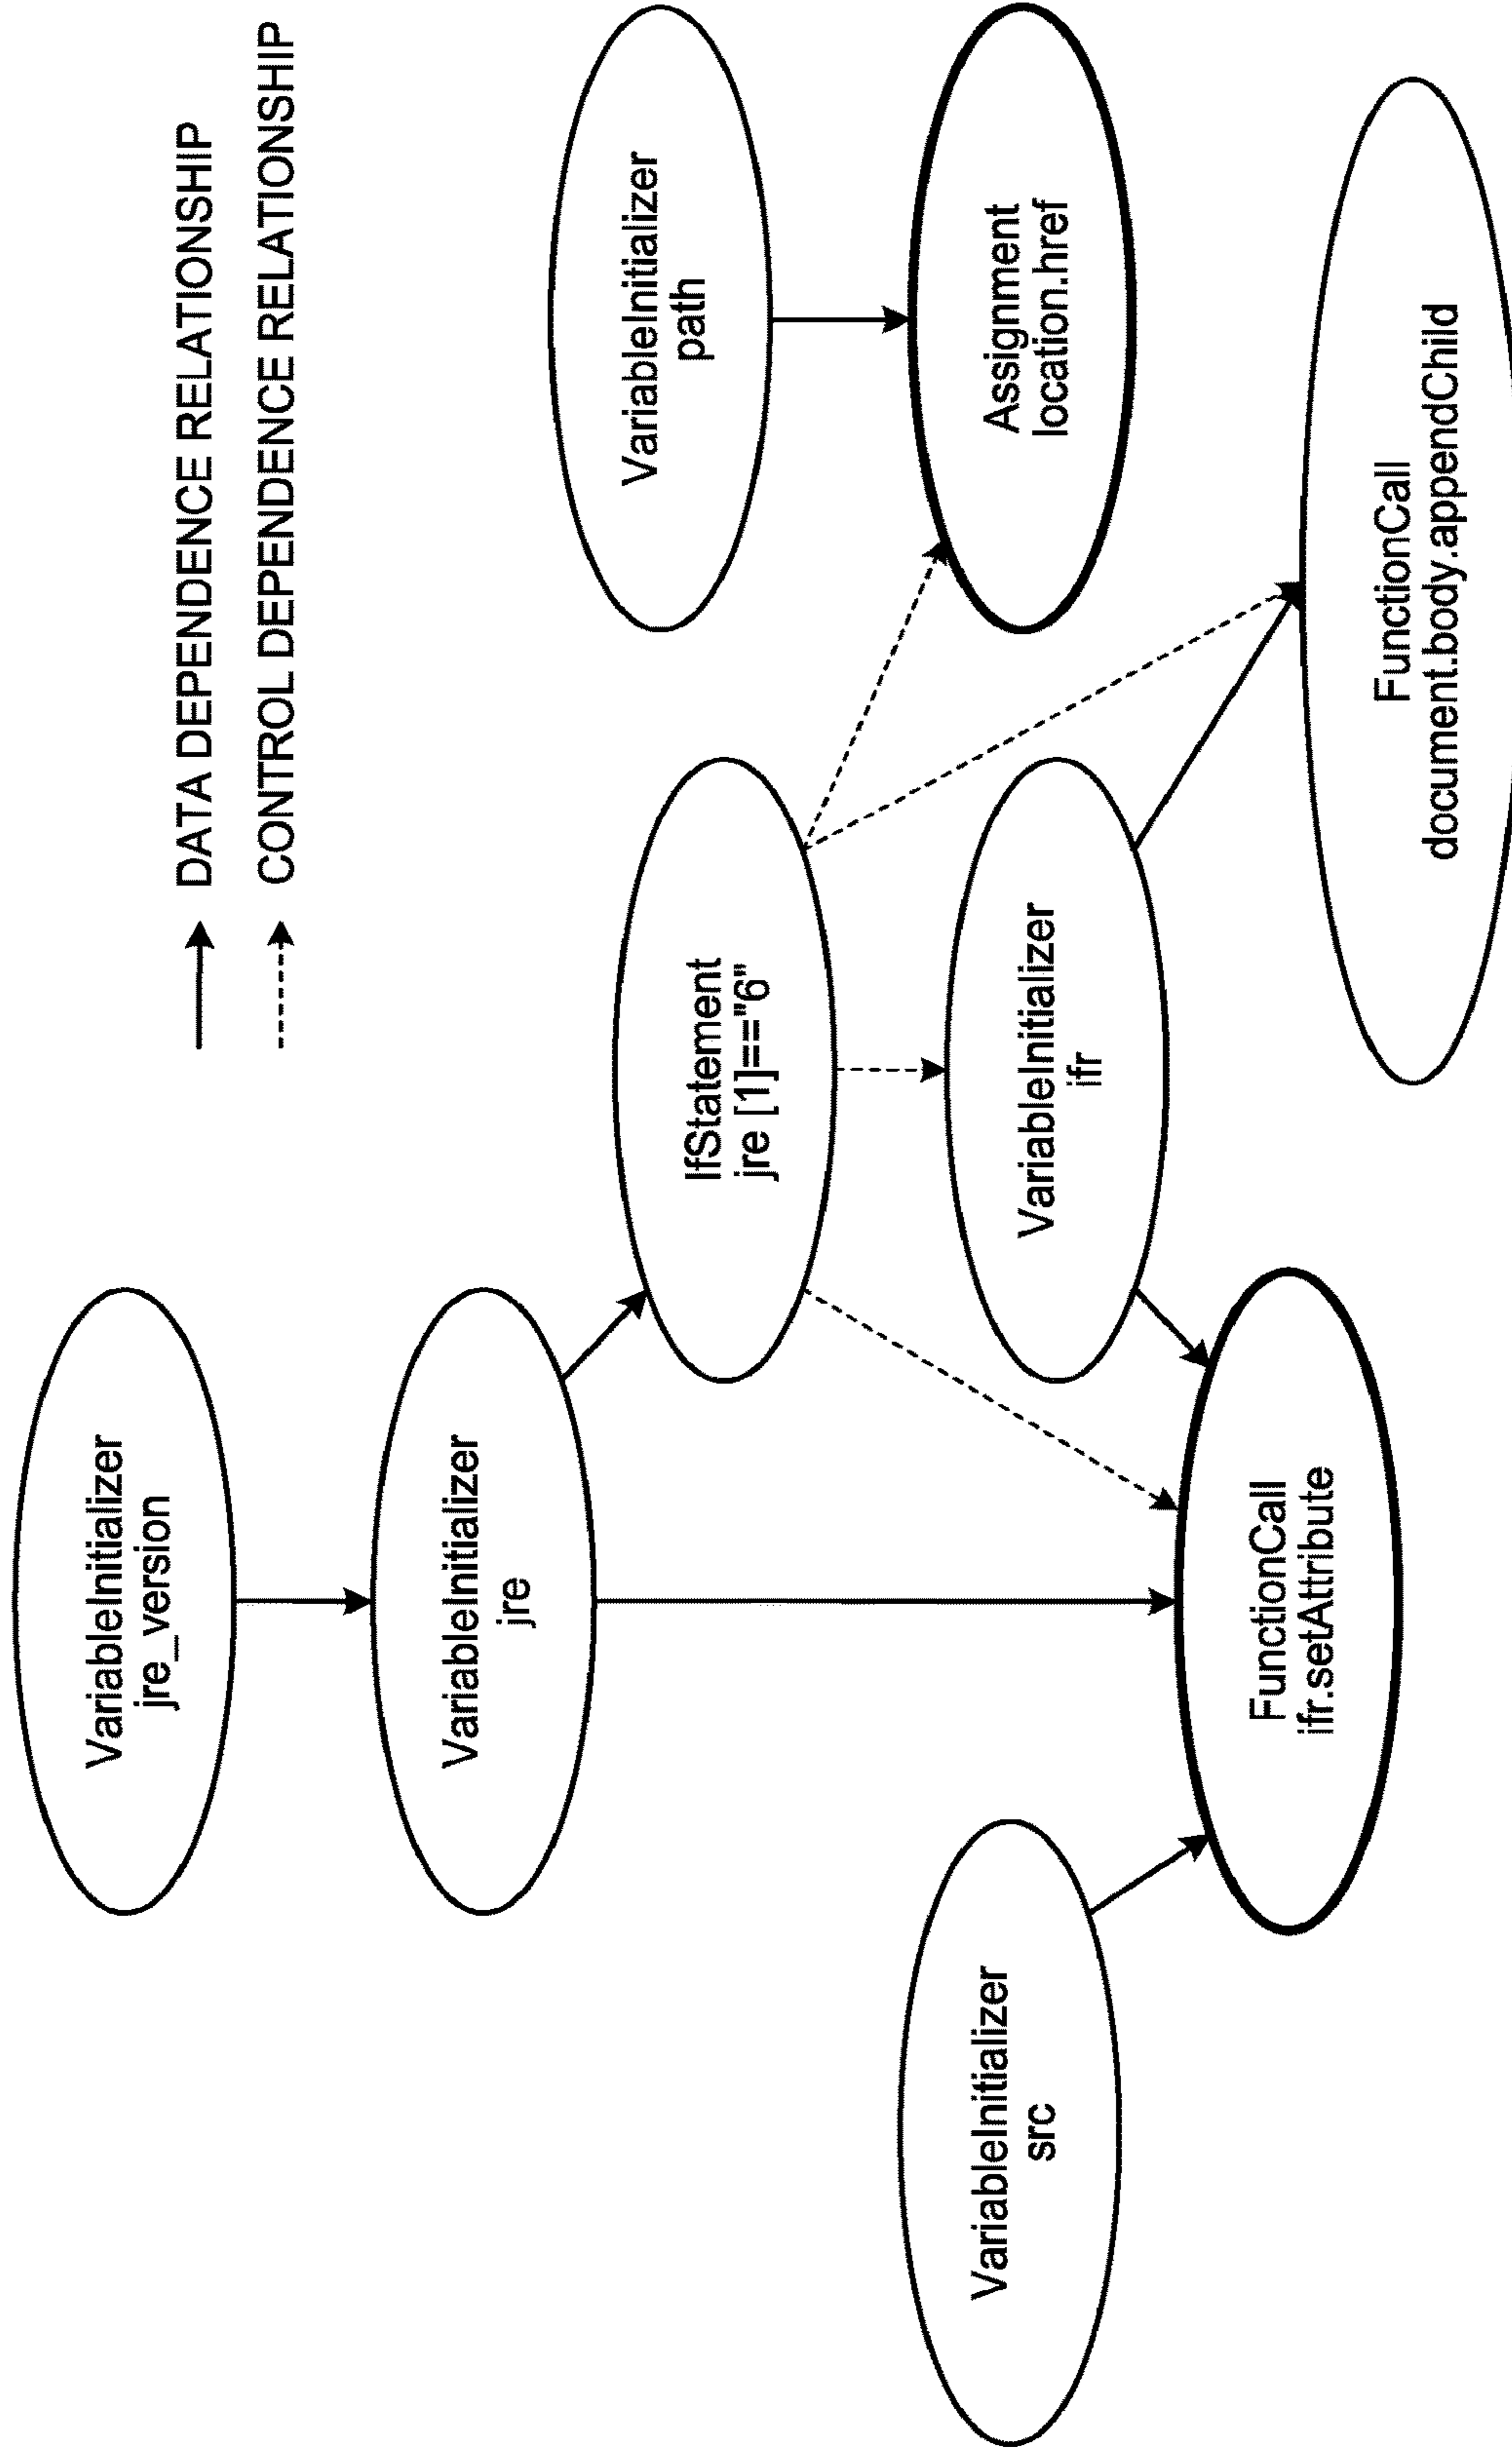 DATA DEPENDENCE RELATIONSHIP
CONTROL DEPENDENCE RELATIONSHIP
VariableInitializer
jre_version
VariableInitializer
jre
IfStatement
jre [1]=="6"
VariableInitializer
path
VariableInitializer
src
VariableInitializer
ifr
Assignment
location.href
FunctionCall
ifr.setAttribute
FunctionCall
document.body.appendChild